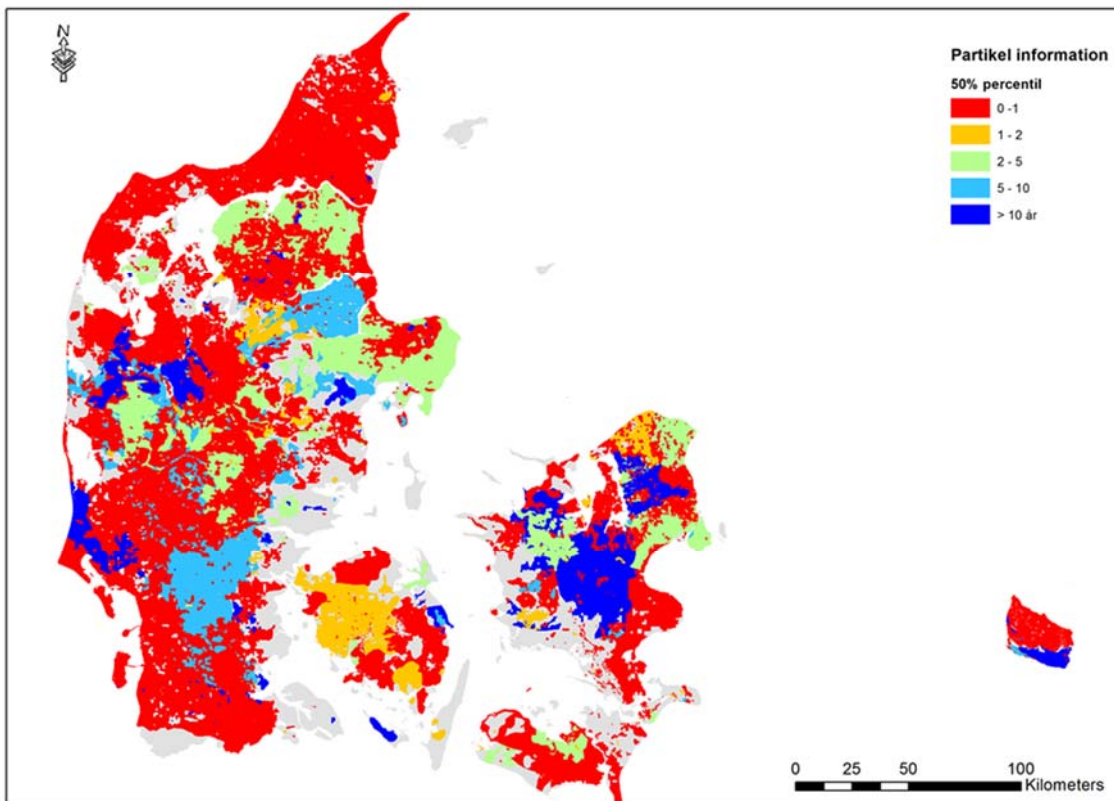 N
Partikel information
50% percentil
0 -1
1 - 2
2 - 5
5 - 10
> 10 år
0 25 50 100
Kilometers